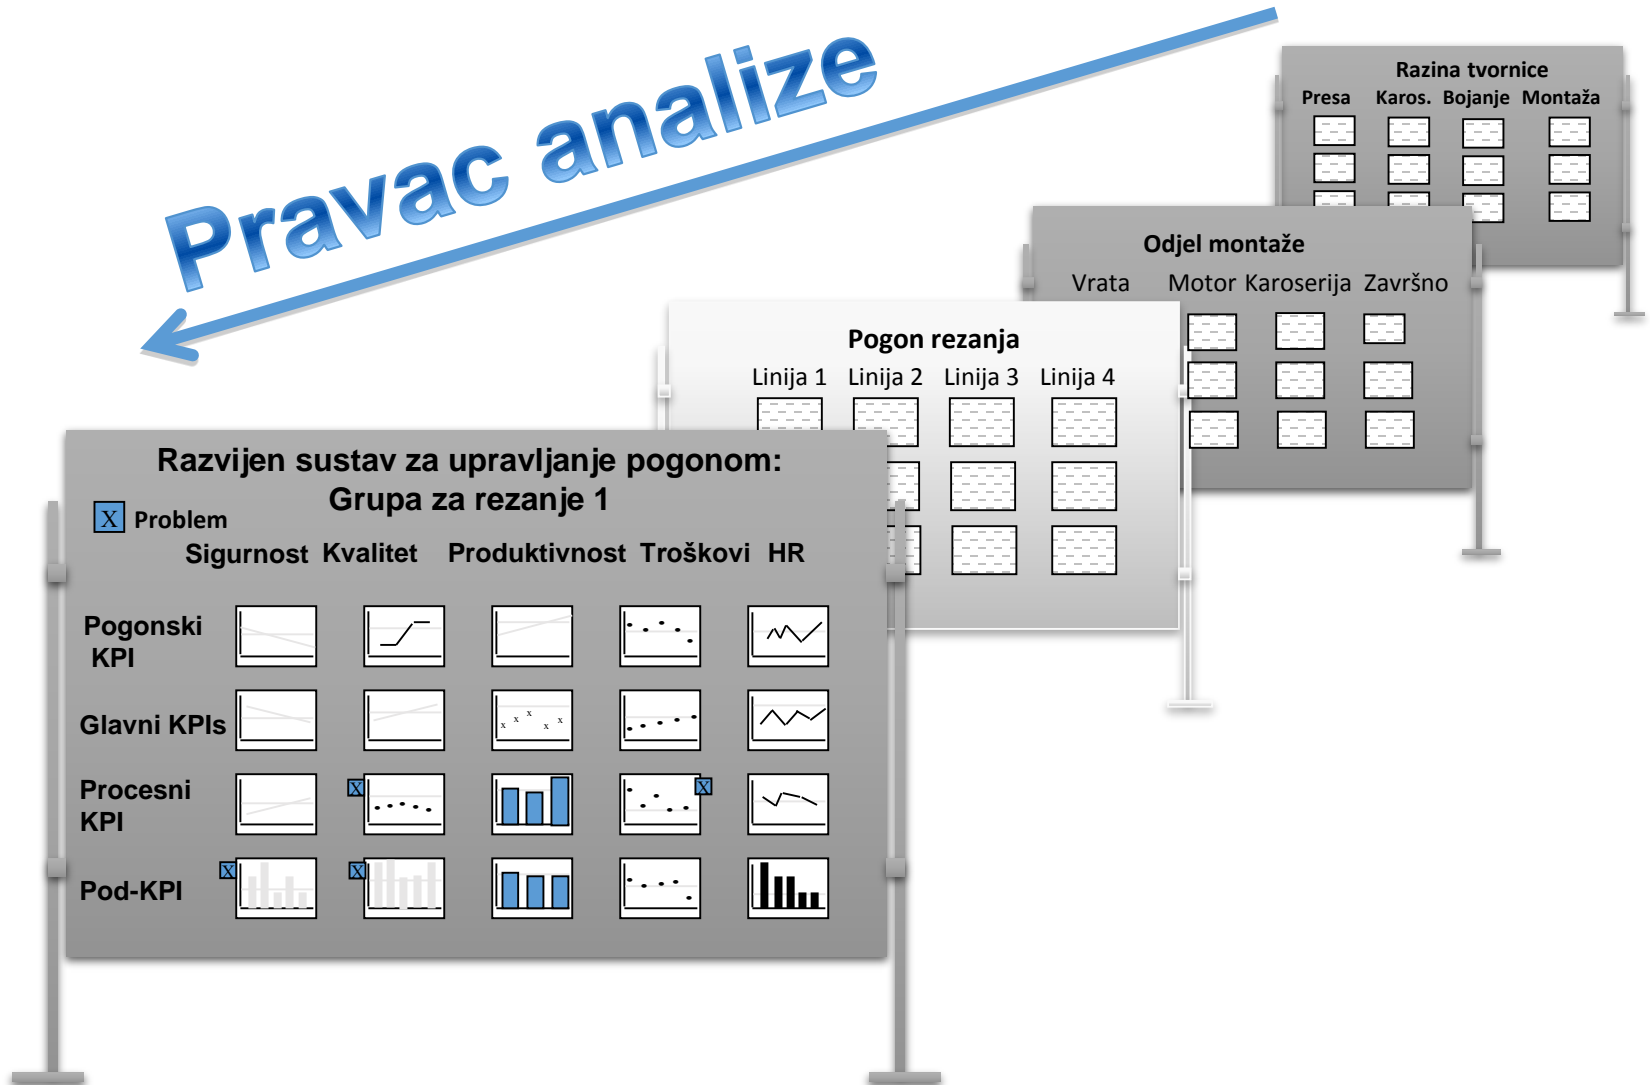 Pravac analize
Razina tvornice
Presa Karos. Bojanje Montaža
Odjel montaže
Vrata Motor Karoserija Završno
Pogon rezanja
Linija 1 Linija 2 Linija 3 Linija 4
Razvijen sustav za upravljanje pogonom:
Grupa za rezanje 1
X Problem
Sigurnost Kvalitet Produktivnost Troškovi HR
Pogonski
KPI
Glavni KPIs
x x x x x
Procesni
KPI
X X
Pod-KPI
X X